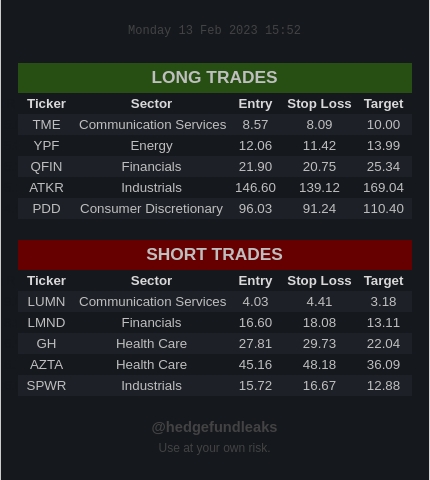 Monday 13 Feb 2023 15:52
LONG TRADES
Ticker Sector Entry Stop Loss Target
TME Communication Services 8.57 8.09 10.00
YPF Energy 12.06 11.42 13.99
QFIN Financials 21.90 20.75 25.34
ATKR Industrials 146.60 139.12 169.04
PDD Consumer Discretionary 96.03 91.24 110.40
SHORT TRADES
Ticker Sector Entry Stop Loss Target
LUMN Communication Services 4.03 4.41 3.18
LMND Financials 16.60 18.08 13.11
GH Health Care 27.81 29.73 22.04
AZTA Health Care 45.16 48.18 36.09
SPWR Industrials 15.72 16.67 12.88
@hedgefundleaks
Use at your own risk.